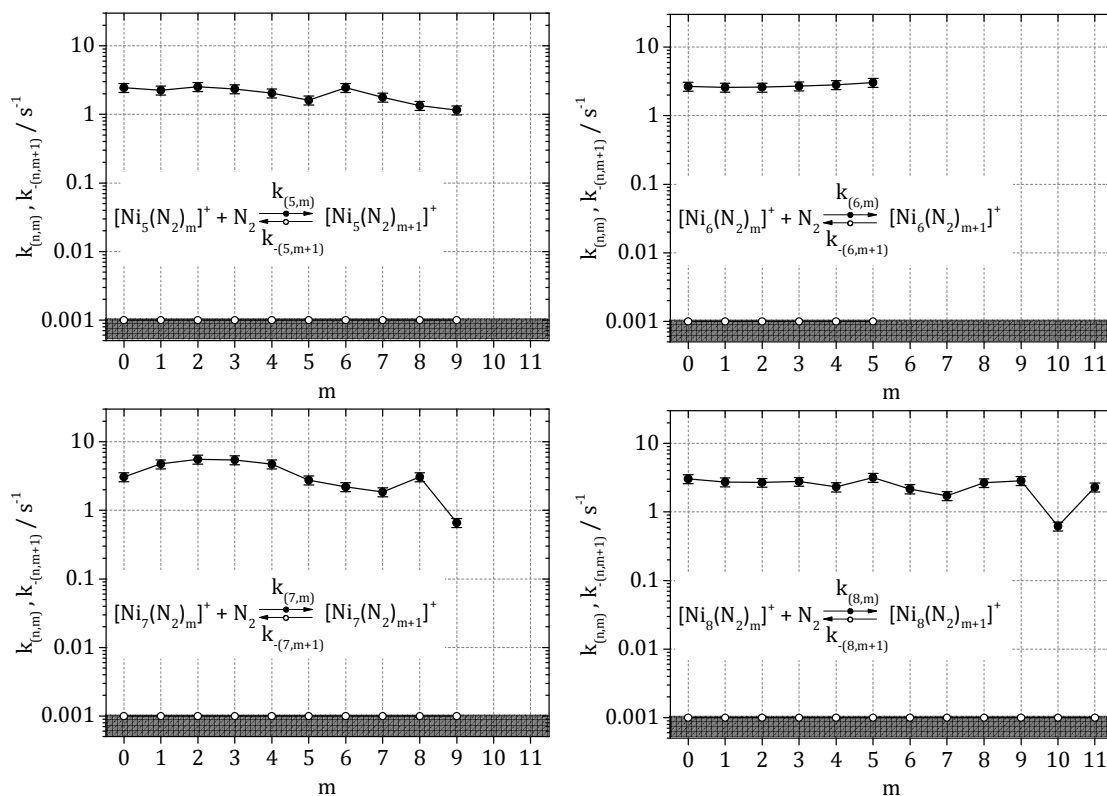 k(n,m) , k-(n,m+1) / s-1
10
1
0.1
0.01
0.001
k(5,m)
[Ni5(N2)m]+ + N2 [Ni5(N2)m+1]+
k-(5,m+1)
0 1 2 3 4 5 6 7 8 9 10 11
m
k(n,m) , k-(n,m+1) / s-1
10
1
0.1
0.01
0.001
k(6,m)
[Ni6(N2)m]+ + N2 [Ni6(N2)m+1]+
k-(6,m+1)
0 1 2 3 4 5 6 7 8 9 10 11
m
k(n,m) , k-(n,m+1) / s-1
10
1
0.1
0.01
0.001
k(7,m)
[Ni7(N2)m]+ + N2 [Ni7(N2)m+1]+
k-(7,m+1)
0 1 2 3 4 5 6 7 8 9 10 11
m
k(n,m) , k-(n,m+1) / s-1
10
1
0.1
0.01
0.001
k(8,m)
[Ni8(N2)m]+ + N2 [Ni8(N2)m+1]+
k-(8,m+1)
0 1 2 3 4 5 6 7 8 9 10 11
m